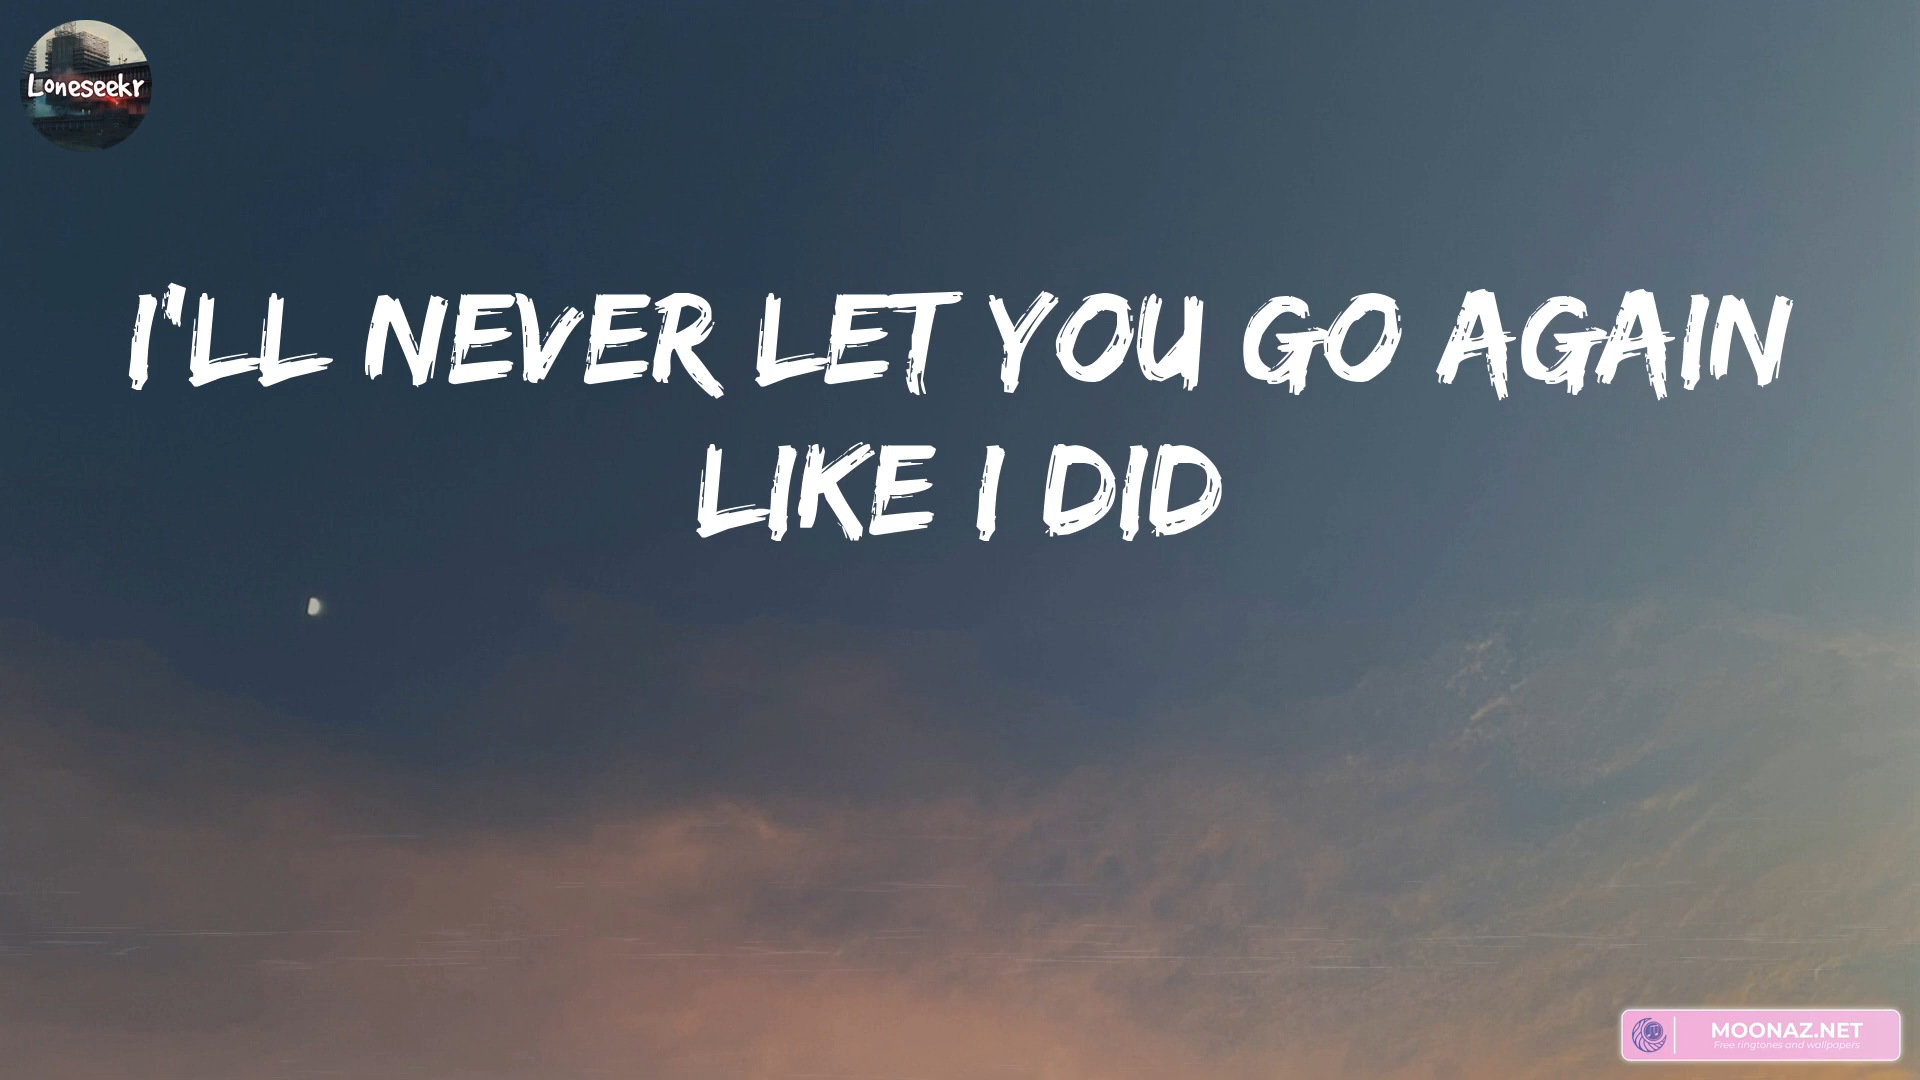 Loneseekr
I'LL NEVER LET YOU GO AGAIN
LIKE I DID
MOONAZ.NET
Free ringtones and wallpapers